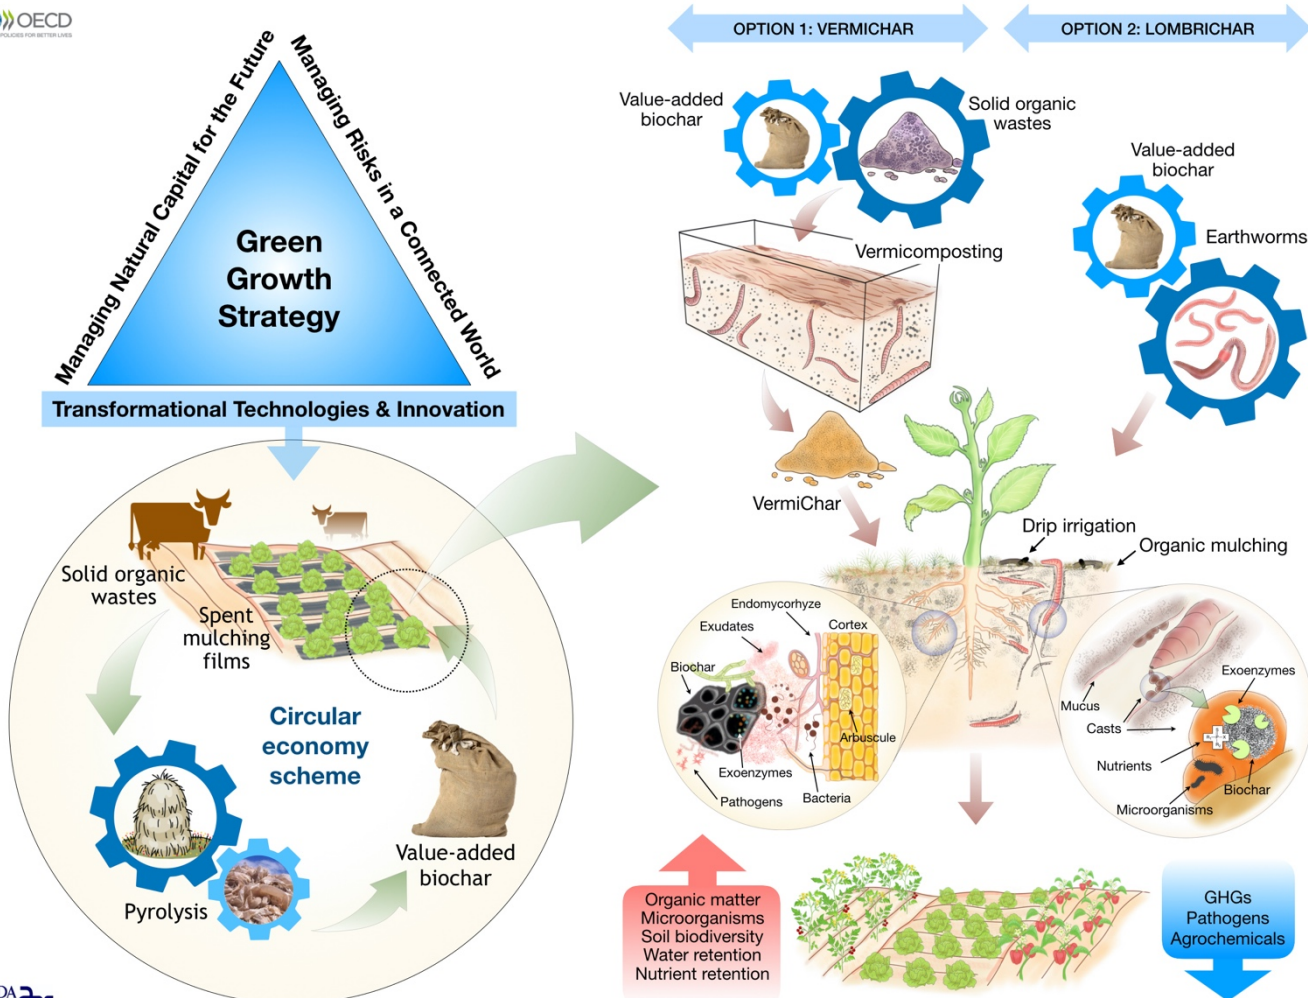 OECD
POLICIES FOR BETTER LIVES
Managing Natural Capital for the Future
Managing Risks in a Connected World
Green
Growth
Strategy
Transformational Technologies & Innovation
Solid organic
wastes
Spent
mulching
films
Circular
economy
scheme
Pyrolysis
Value-added
biochar
OPTION 1: VERMICHAR
OPTION 2: LOMBRICHAR
Value-added
biochar
Solid organic
wastes
Vermicomposting
VermiChar
Value-added
biochar
Earthworms
Drip irrigation
Organic mulching
Endomycorhyze
Exudates
Cortex
Biochar
Arbuscule
Exoenzymes
Pathogens
Bacteria
Exoenzymes
Mucus
Casts
Nutrients
Biochar
Microorganisms
Organic matter
Microorganisms
Soil biodiversity
Water retention
Nutrient retention
GHGs
Pathogens
Agrochemicals